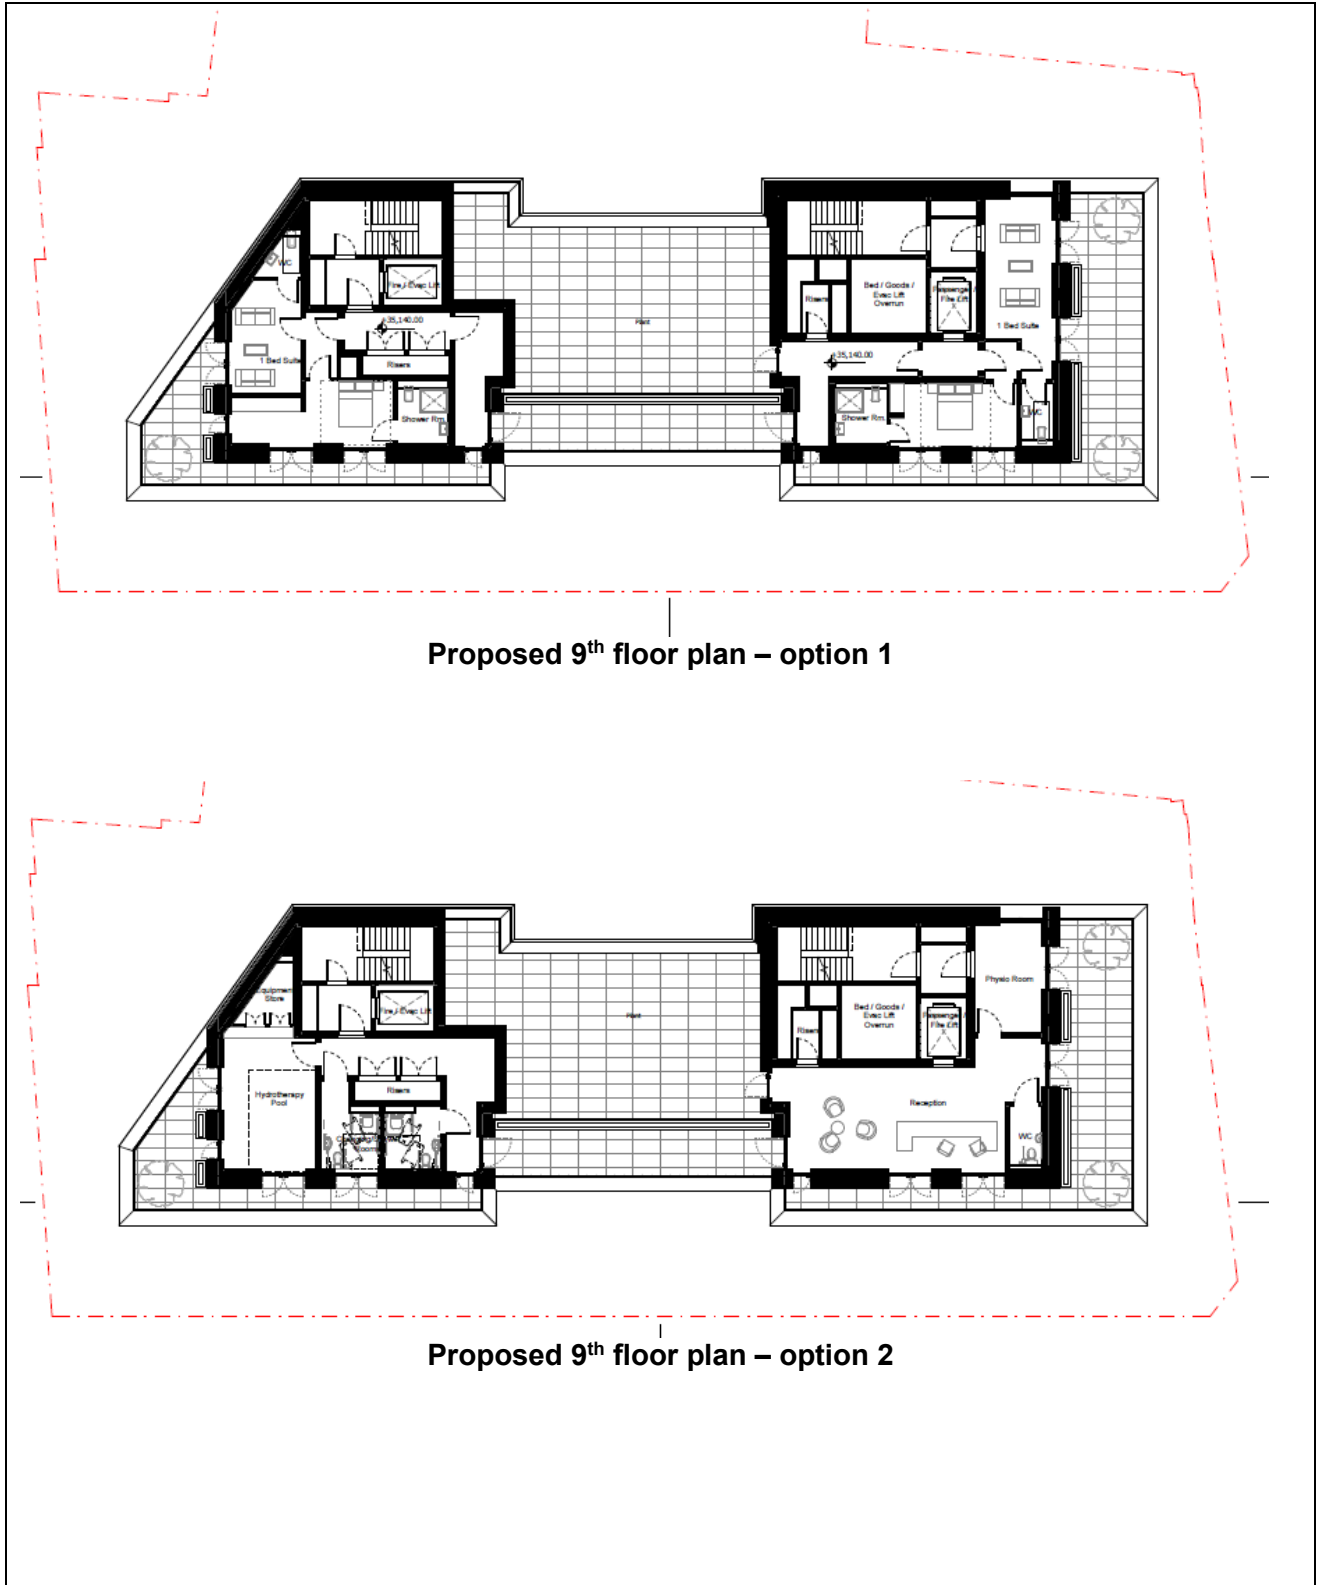 WC
Fire / Evac Lift
+35,140.00
1 Bed Suite
Risers
Shower Rm
Plant
Risers
Bed / Goods /
Evac Lift
Overrun
Passenger /
Fire Lift
1 Bed Suite
+35,140.00
Shower Rm
WC
Proposed 9th floor plan – option 1
Equipment
Store
Fire / Evac Lift
Hydrotherapy
Pool
Risers
Rooms
Plant
Risers
Bed / Goods /
Evac Lift
Overrun
Passenger /
Fire Lift
Physio Room
Reception
WC
Proposed 9th floor plan – option 2